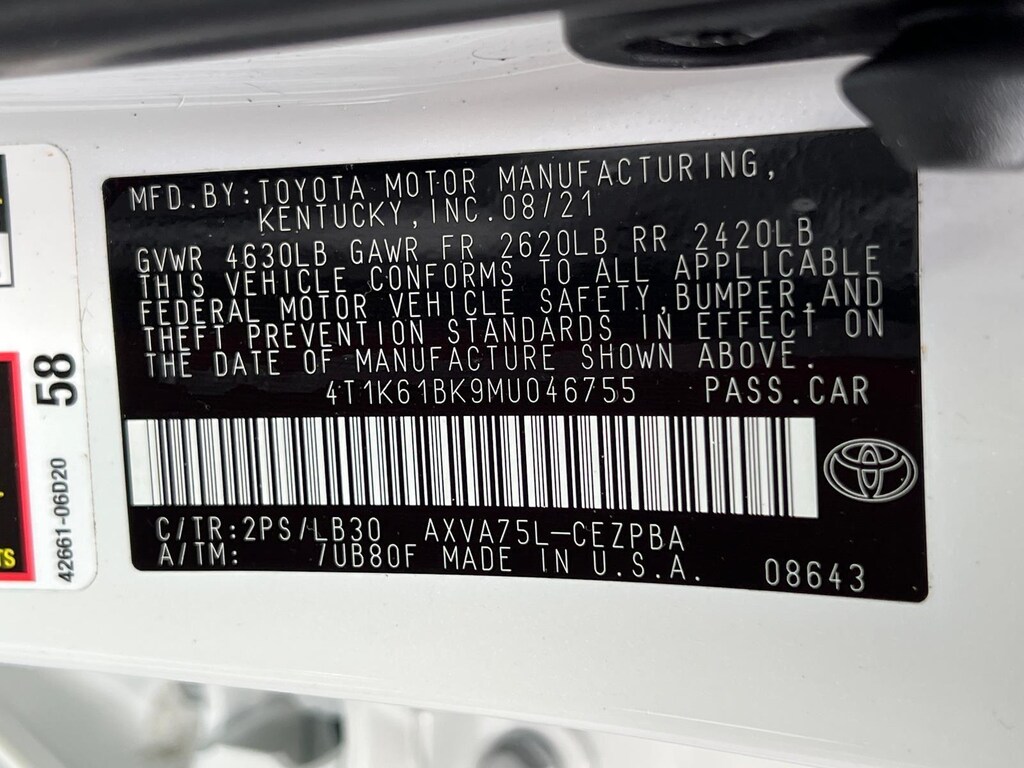 MFD.BY:TOYOTA MOTOR MANUFACTURING,
KENTUCKY,INC.08/21
GVWR 4630LB GAWR FR 2620LB RR 2420LB
THIS VEHICLE CONFORMS TO ALL APPLICABLE
FEDERAL MOTOR VEHICLE SAFETY,BUMPER,AND
THEFT PREVENTION STANDARDS IN EFFECT ON
THE DATE OF MANUFACTURE SHOWN ABOVE.
4T1K61BK9MU046755 PASS.CAR
C/TR:2PS/LB30 AXVA75L-CEZPBA
A/TM: 7UB80F MADE IN U.S.A.
08643
58
42661-06D20